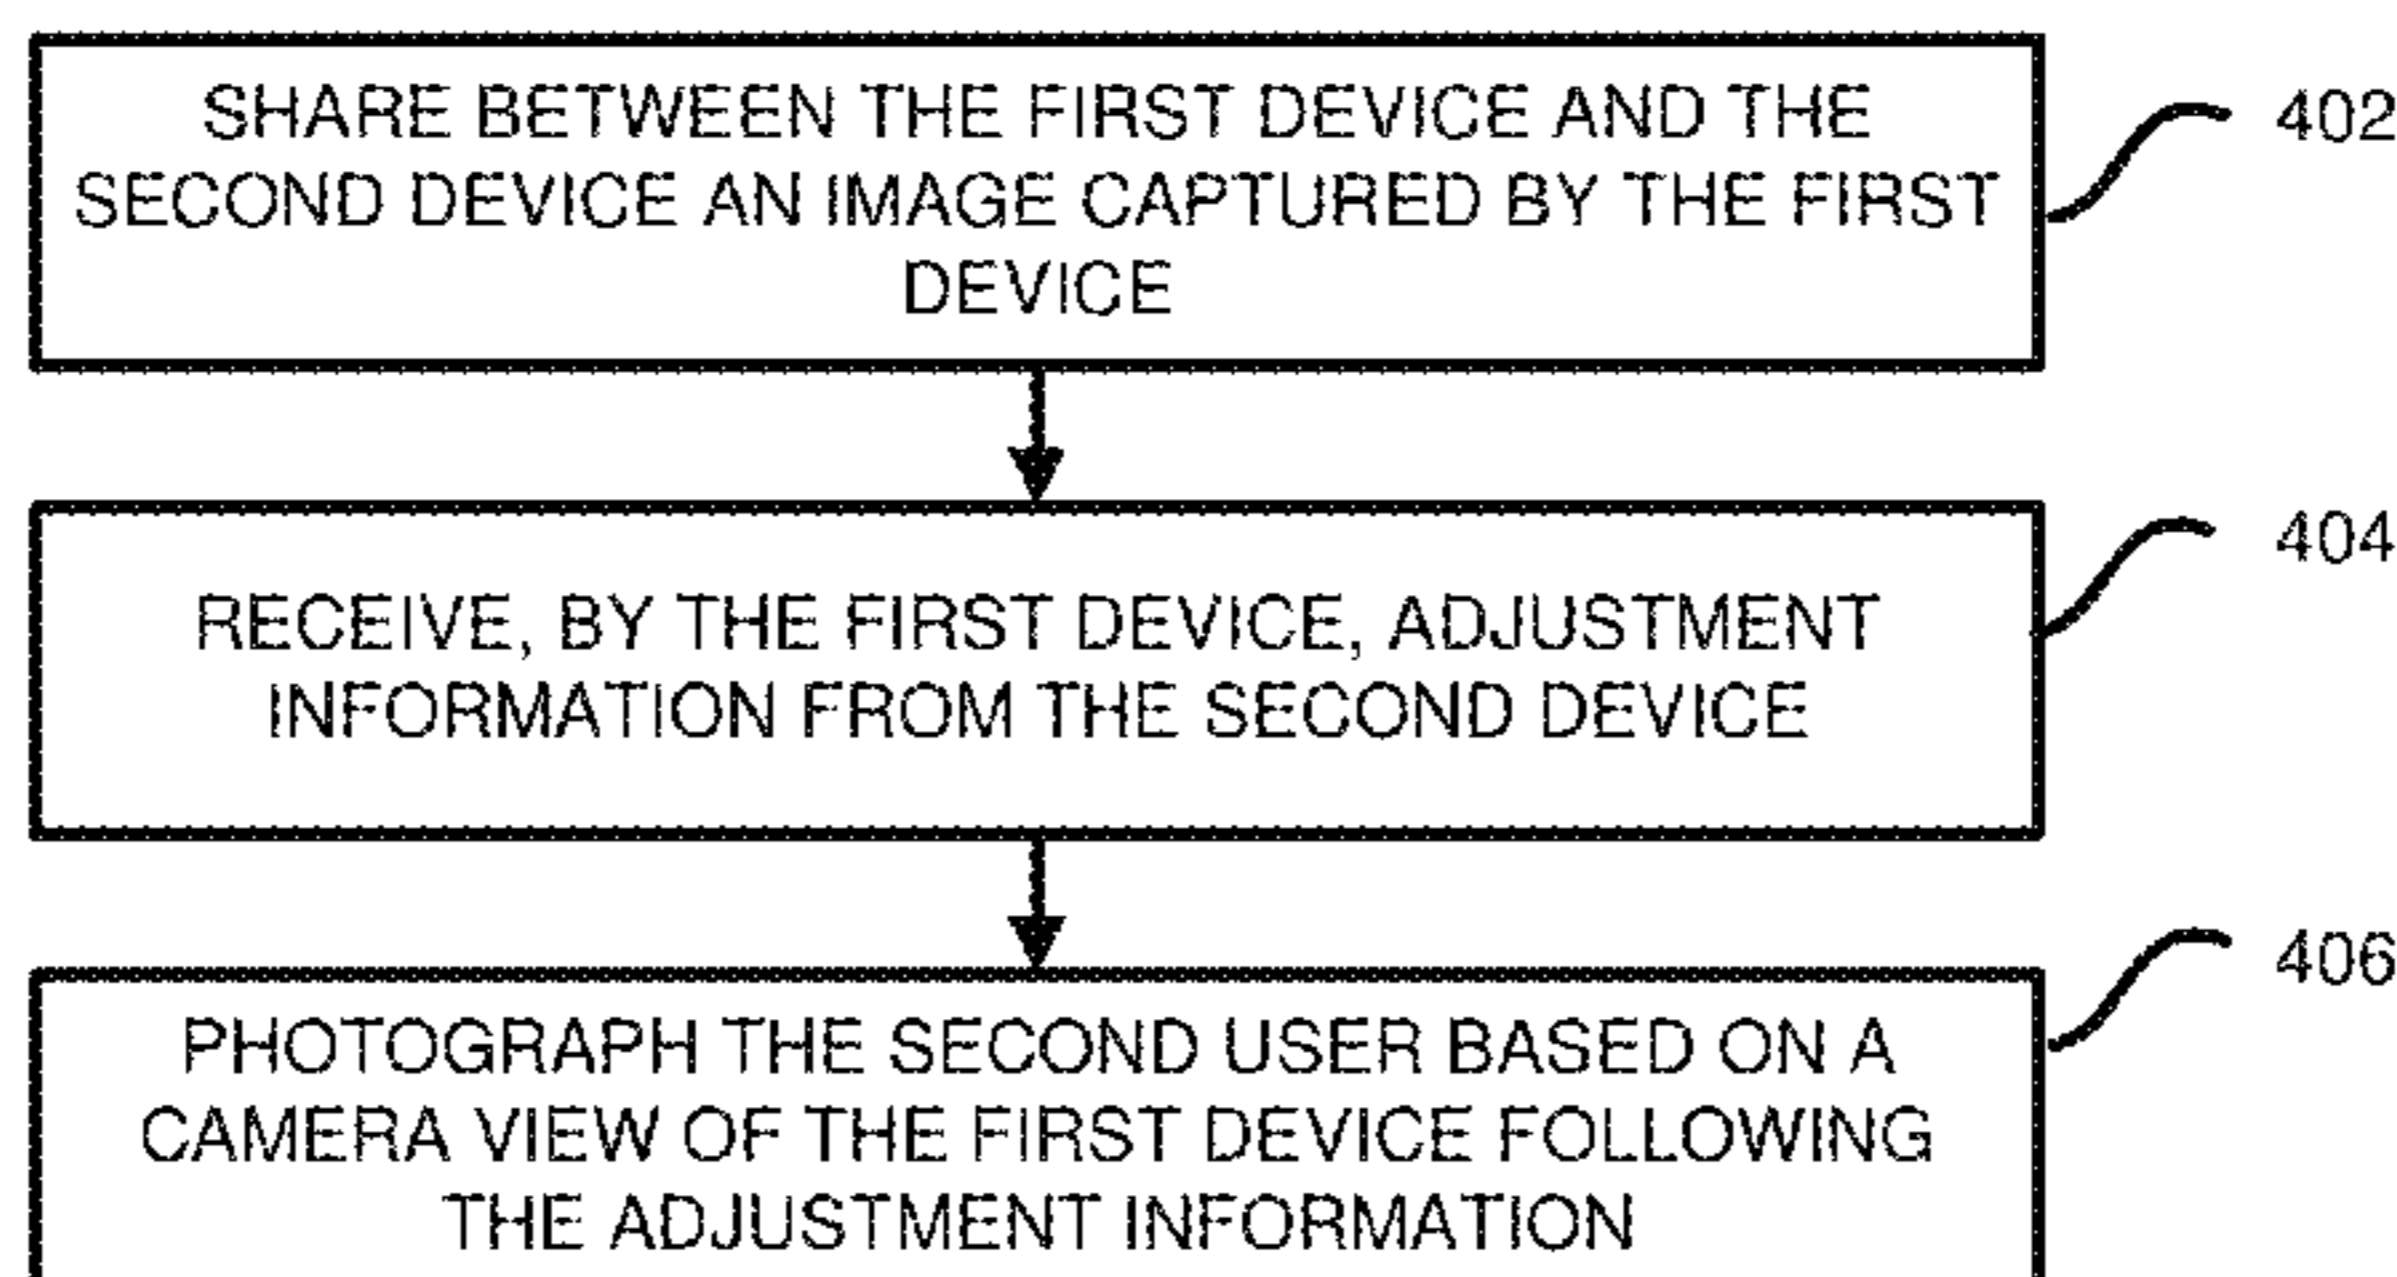 SHARE BETWEEN THE FIRST DEVICE AND THE
SECOND DEVICE AN IMAGE CAPTURED BY THE FIRST
DEVICE
402
RECEIVE, BY THE FIRST DEVICE, ADJUSTMENT
INFORMATION FROM THE SECOND DEVICE
404
PHOTOGRAPH THE SECOND USER BASED ON A
CAMERA VIEW OF THE FIRST DEVICE FOLLOWING
THE ADJUSTMENT INFORMATION
406